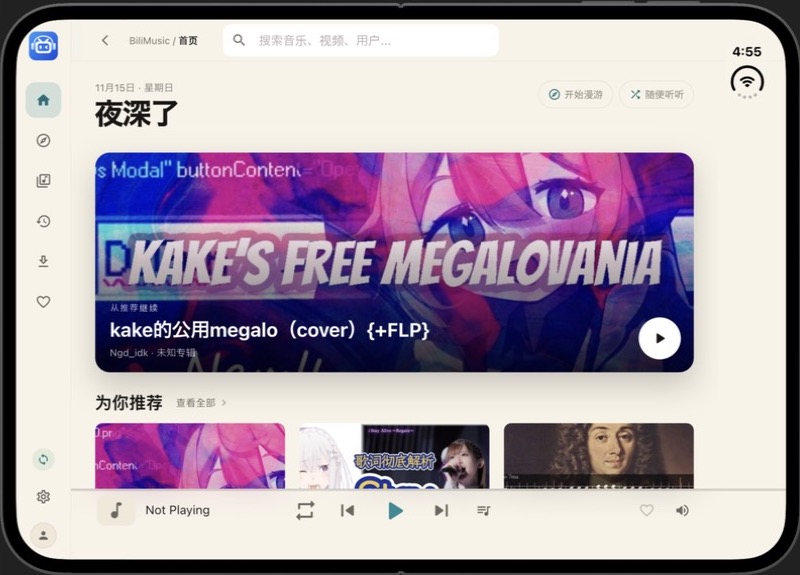 BiliMusic / 首页
搜索音乐、视频、用户...
4:55
11月15日 · 星期日
夜深了
开始漫游
随便听听
s Modal" buttonContent="Ope
KAKE'S FREE MEGALOVANIA
从推荐继续
kake的公用megalo（cover）{+FLP}
Ngd_idk · 未知专辑
为你推荐
查看全部
歌词彻底解析
Not Playing